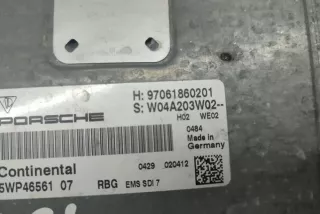 H: 97061860201
S: W04A203W02--
H02 WE02
PORSCHE
0484
Made in
Germany
Continental
0429 020412
5WP46561 07 RBG EMS SDI 7